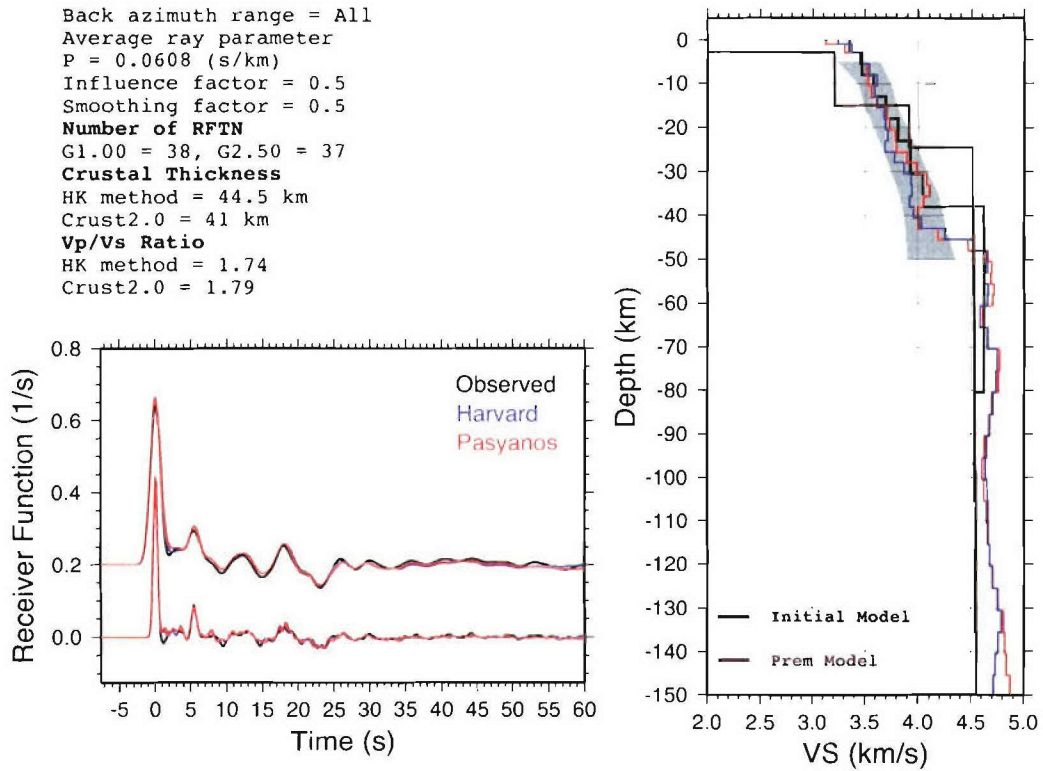 Back azimuth range = All
Average ray parameter
P = 0.0608 (s/km)
Influence factor = 0.5
Smoothing factor = 0.5
Number of RFTN
G1.00 = 38, G2.50 = 37
Crustal Thickness
HK method = 44.5 km
Crust2.0 = 41 km
Vp/Vs Ratio
HK method = 1.74
Crust2.0 = 1.79
Receiver Function (1/s)
0.8
0.6
0.4
0.2
0.0
Observed
Harvard
Pasyanos
-5 0 5 10 15 20 25 30 35 40 45 50 55 60
Time (s)
Depth (km)
0
-10
-20
-30
-40
-50
-60
-70
-80
-90
-100
-110
-120
-130
-140
-150
Initial Model
Prem Model
2.0 2.5 3.0 3.5 4.0 4.5 5.0
VS (km/s)